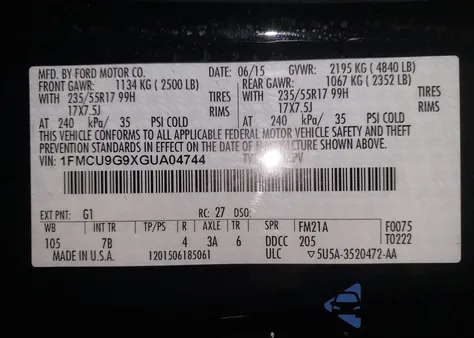 MFD. BY FORD MOTOR CO. DATE: 06/15 GVWR: 2195 KG ( 4840 LB)
FRONT GAWR: 1134 KG ( 2500 LB) REAR GAWR: 1067 KG ( 2352 LB)
WITH 235/55R17 99H TIRES WITH 235/55R17 99H TIRES
17X7.5J RIMS 17X7.5J RIMS
AT 240 kPa/ 35 PSI COLD AT 240 kPa/ 35 PSI COLD
THIS VEHICLE CONFORMS TO ALL APPLICABLE FEDERAL MOTOR VEHICLE SAFETY AND THEFT
PREVENTION STANDARDS IN EFFECT ON THE DATE OF MANUFACTURE SHOWN ABOVE.
VIN: 1FMCU9G9XGUA04744
EXT PNT: G1 RC: 27 DSO:
WB INT TR TP/PS R AXLE TR SPR FM21A F0075
105 7B 4 3A 6 DDCC 205 T0222
MADE IN U.S.A. 1201506185061 ULC ▽5U5A-3520472-AA